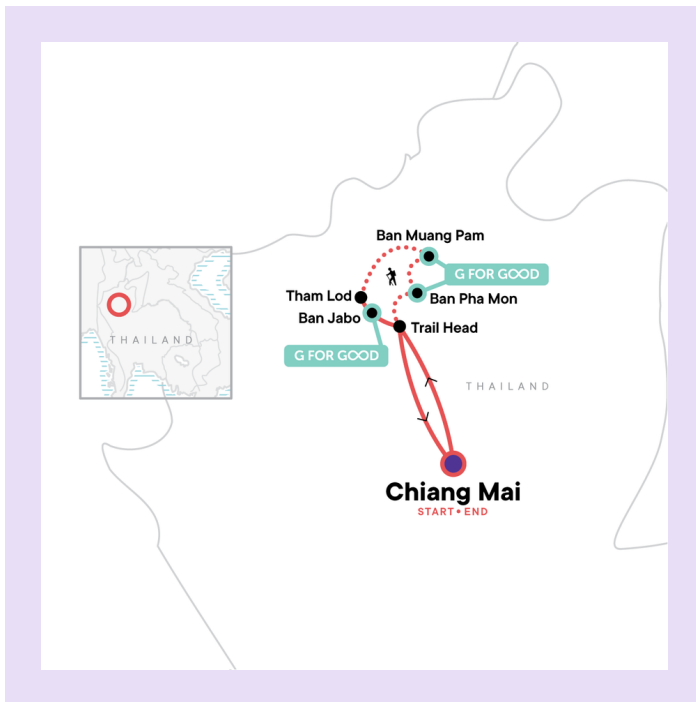 Ban Muang Pam
G FOR GOOD
Tham Lod
Ban Pha Mon
Ban Jabo
Trail Head
G FOR GOOD
THAILAND
THAILAND
Chiang Mai
START • END